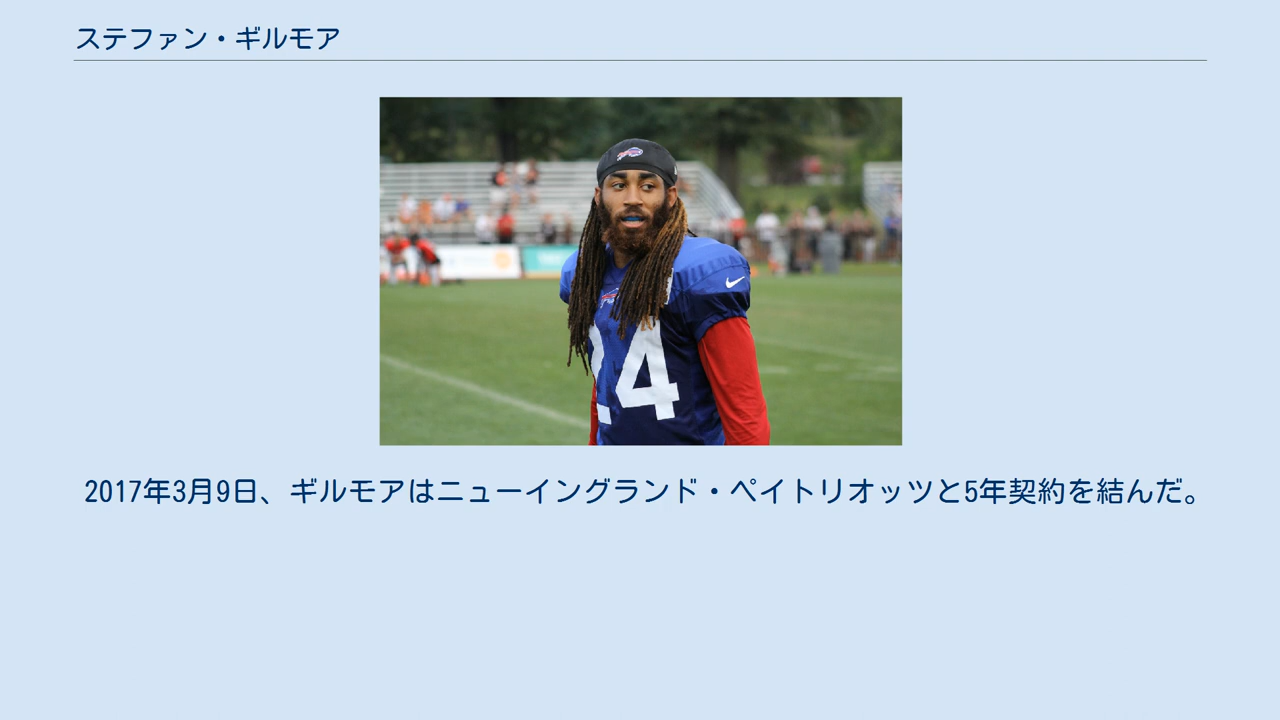 ステファン・ギルモア
24
2017年3月9日、ギルモアはニューイングランド・ペイトリオッツと5年契約を結んだ。